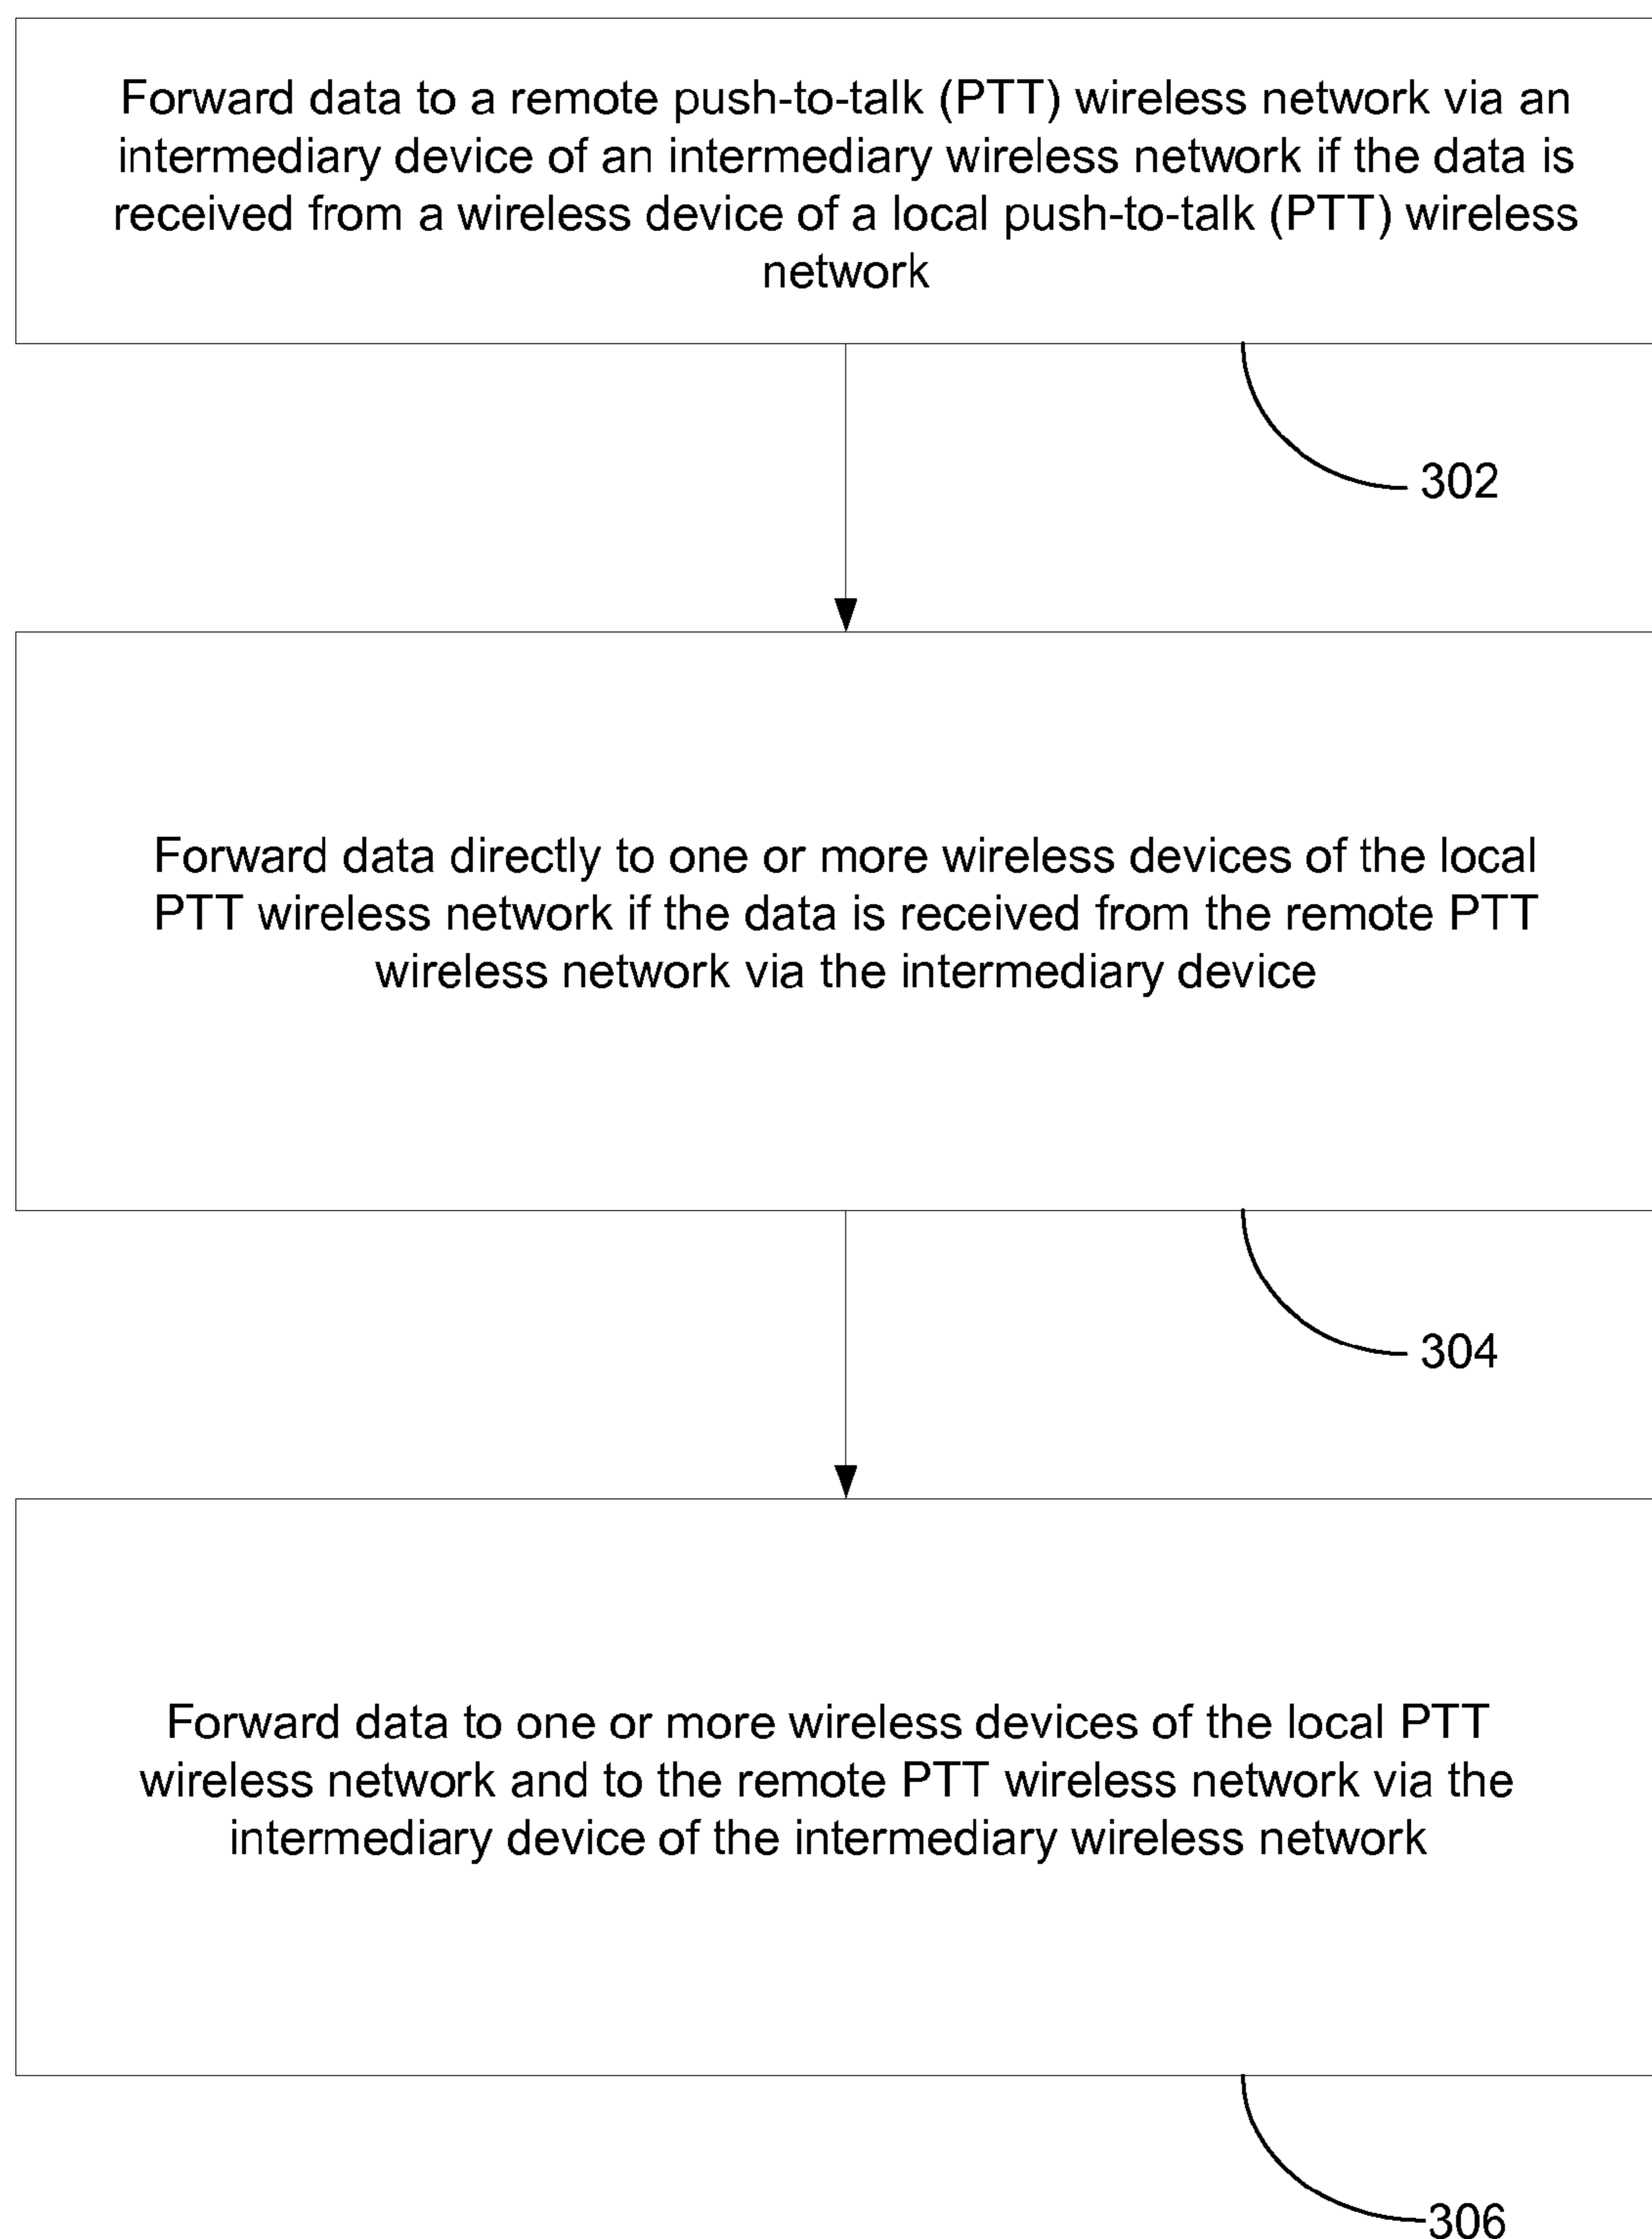 Forward data to a remote push-to-talk (PTT) wireless network via an
intermediary device of an intermediary wireless network if the data is
received from a wireless device of a local push-to-talk (PTT) wireless
network
302
Forward data directly to one or more wireless devices of the local
PTT wireless network if the data is received from the remote PTT
wireless network via the intermediary device
304
Forward data to one or more wireless devices of the local PTT
wireless network and to the remote PTT wireless network via the
intermediary device of the intermediary wireless network
306